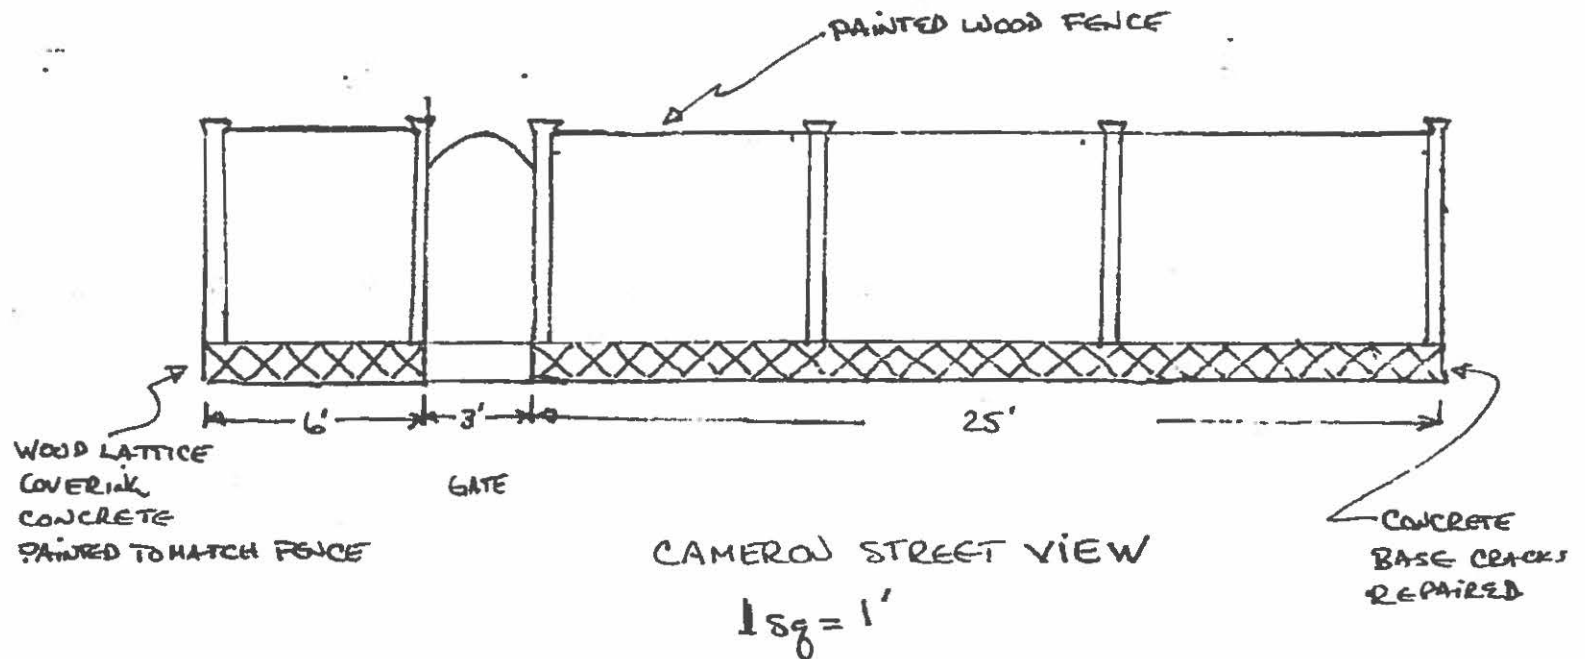 PAINTED WOOD FENCE
6'
3'
25'
WOOD LATTICE
COVERING
CONCRETE
PAINTED TO MATCH FENCE
GATE
CONCRETE
BASE CRACKS
REPAIRED
CAMERON STREET VIEW
1 sq = 1'